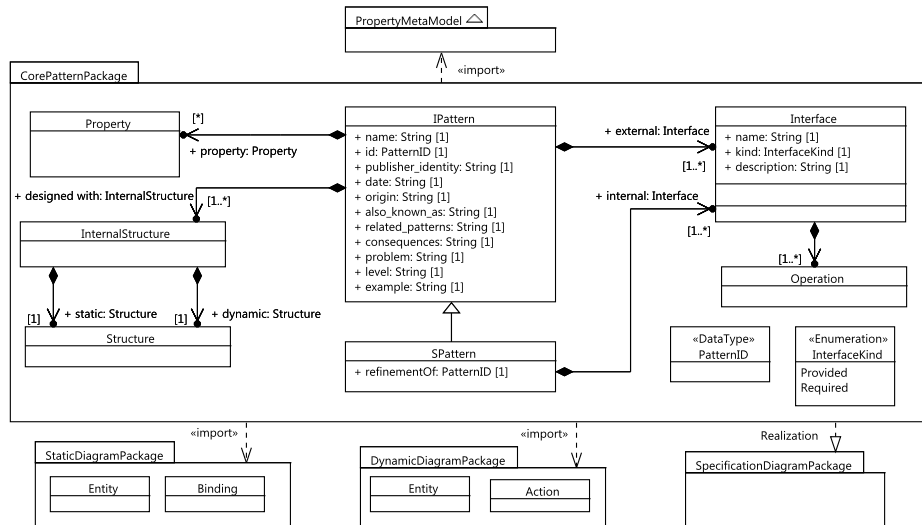 PropertyMetaModel
«import»
CorePatternPackage
Property
[*]
+ property: Property
IPattern
+ name: String [1]
+ id: PatternID [1]
+ publisher_identity: String [1]
+ date: String [1]
+ origin: String [1]
+ also_known_as: String [1]
+ related_patterns: String [1]
+ consequences: String [1]
+ problem: String [1]
+ level: String [1]
+ example: String [1]
+ external: Interface
[1..*]
Interface
+ name: String [1]
+ kind: InterfaceKind [1]
+ description: String [1]
+ designed with: InternalStructure
[1..*]
+ internal: Interface
[1..*]
InternalStructure
[1..*]
Operation
[1]
+ static: Structure
[1]
+ dynamic: Structure
Structure
SPattern
+ refinementOf: PatternID [1]
«DataType»
PatternID
«Enumeration»
InterfaceKind
Provided
Required
«import»
«import»
Realization
StaticDiagramPackage
Entity
Binding
DynamicDiagramPackage
Entity
Action
SpecificationDiagramPackage